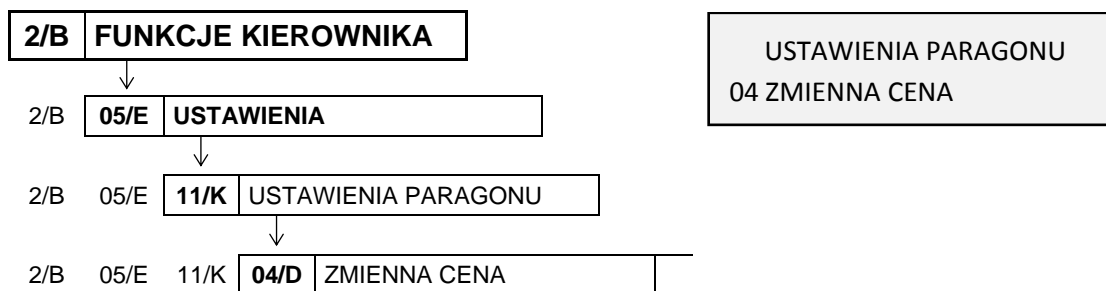 2/B FUNKCJE KIEROWNIKA
2/B 05/E USTAWIENIA
2/B 05/E 11/K USTAWIENIA PARAGONU
2/B 05/E 11/K 04/D ZMIENNA CENA
USTAWIENIA PARAGONU
04 ZMIENNA CENA